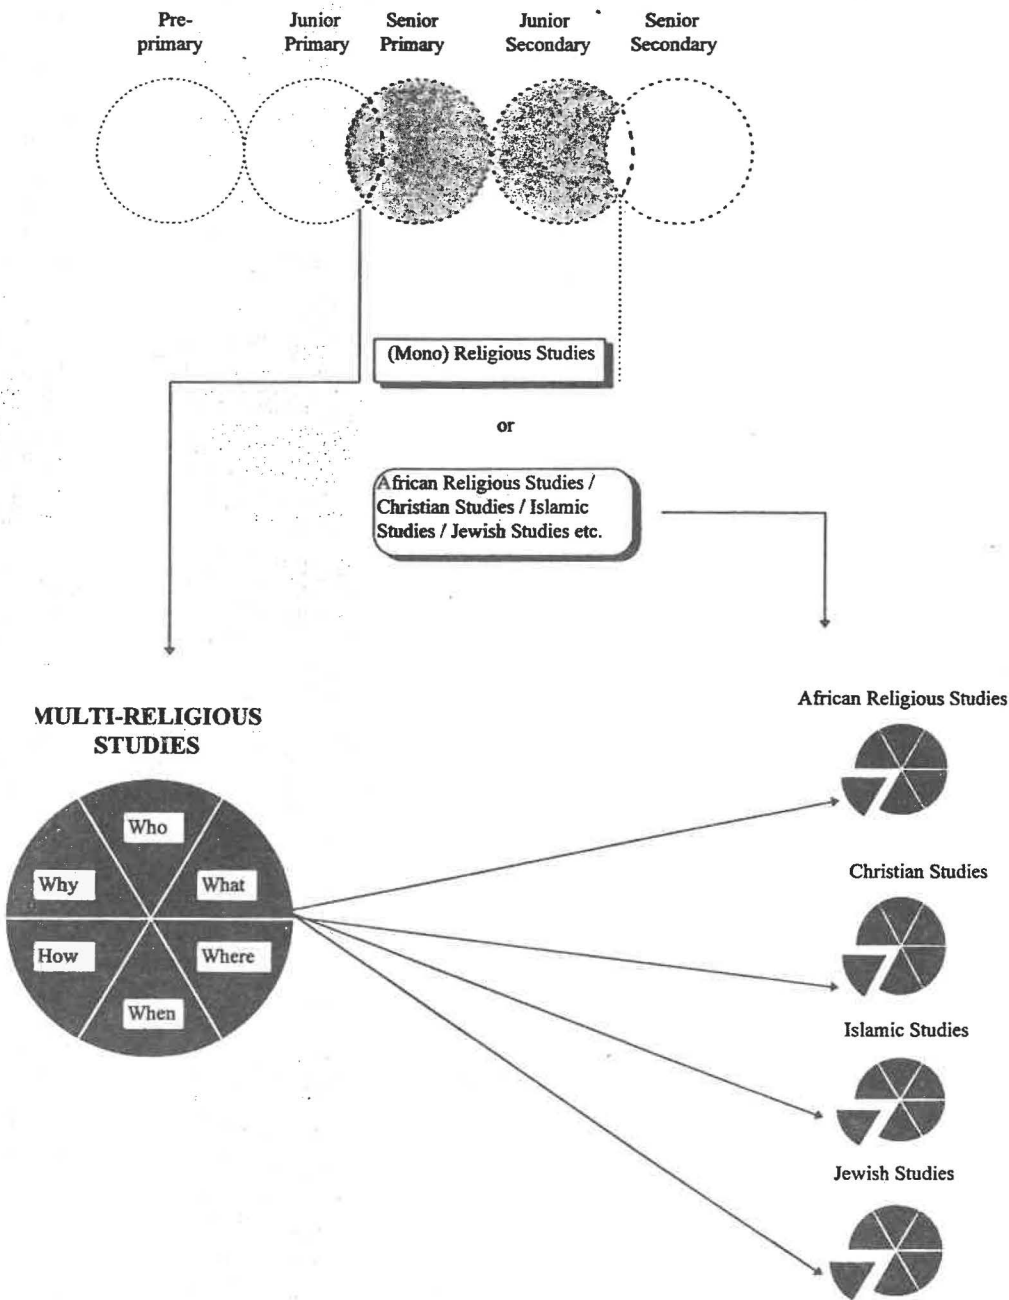 Pre-
primary
Junior
Primary
Senior
Primary
Junior
Secondary
Senior
Secondary
(Mono) Religious Studies
or
African Religious Studies /
Christian Studies / Islamic
Studies / Jewish Studies etc.
MULTI-RELIGIOUS
STUDIES
Who
Why
What
How
Where
When
African Religious Studies
Christian Studies
Islamic Studies
Jewish Studies